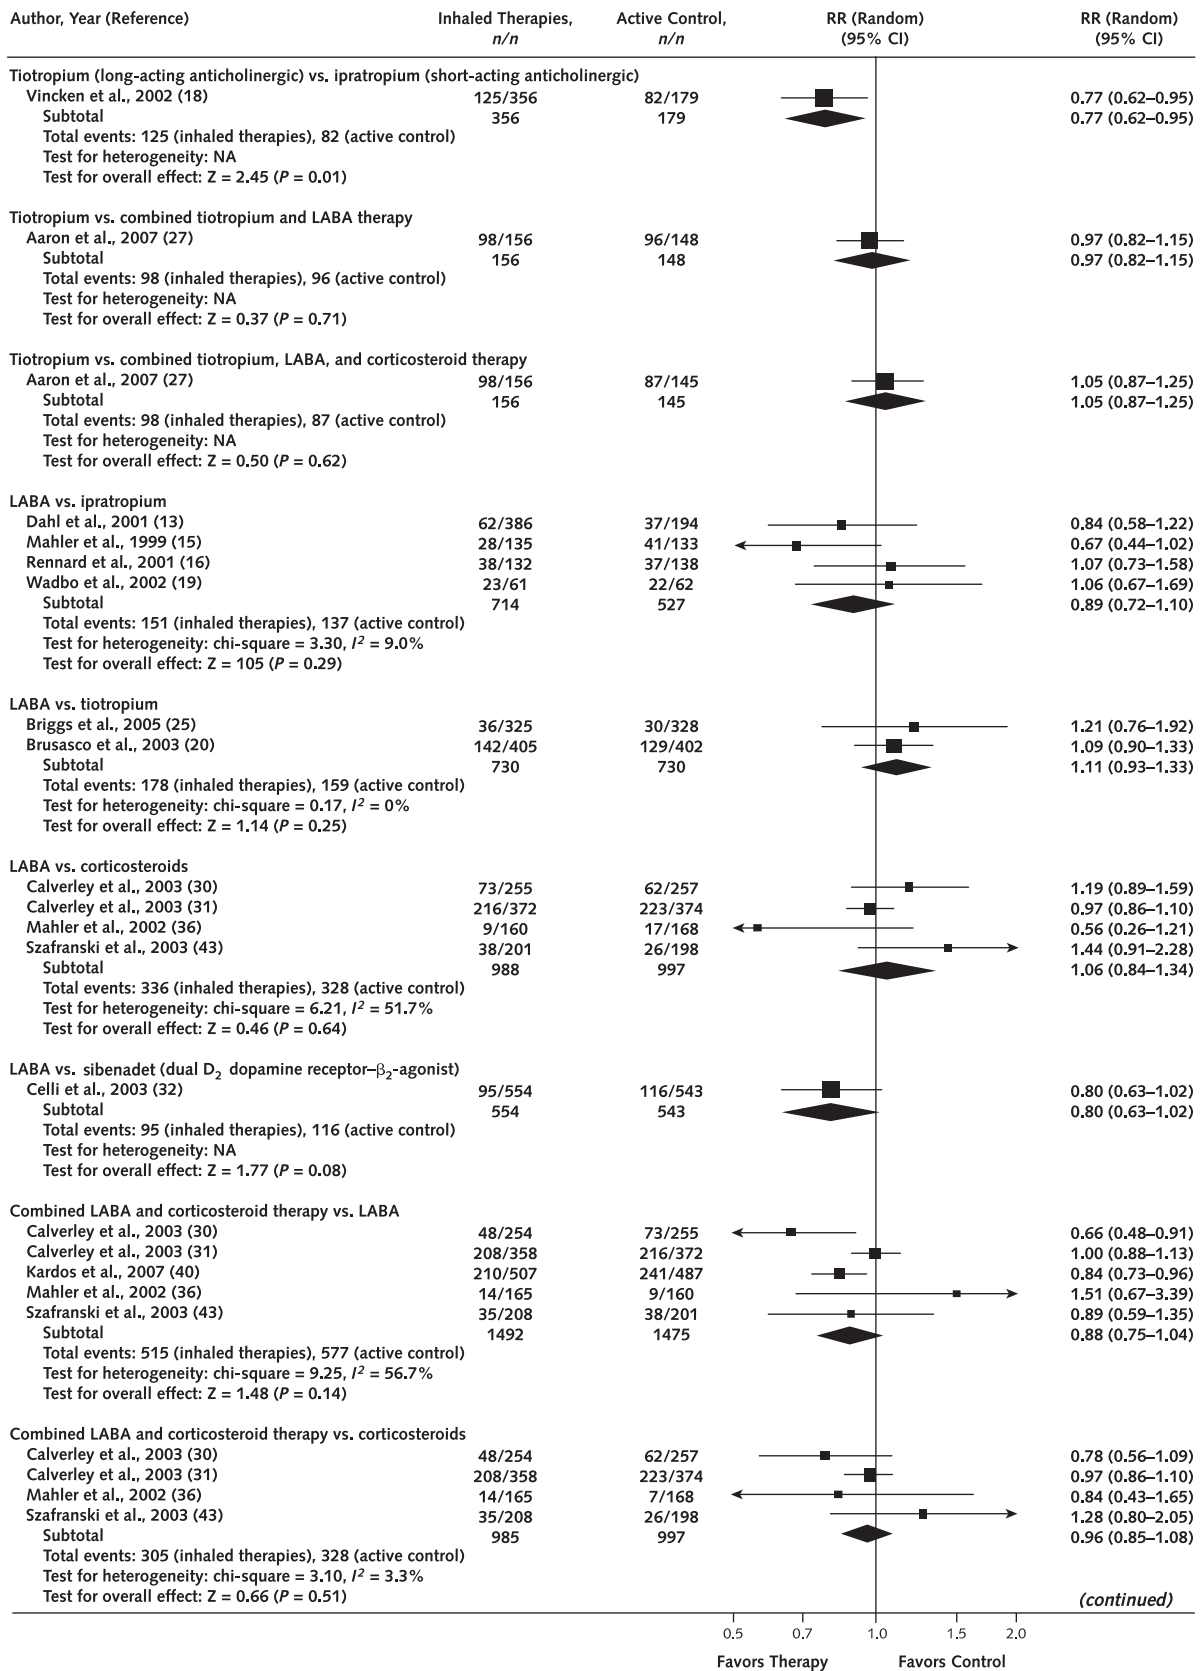 Author, Year (Reference) Inhaled Therapies, n/n Active Control, n/n RR (Random) (95% CI) RR (Random) (95% CI)
Tiotropium (long-acting anticholinergic) vs. ipratropium (short-acting anticholinergic)
Vincken et al., 2002 (18) 125/356 82/179 0.77 (0.62–0.95)
Subtotal 356 179 0.77 (0.62–0.95)
Total events: 125 (inhaled therapies), 82 (active control)
Test for heterogeneity: NA
Test for overall effect: Z = 2.45 (P = 0.01)
Tiotropium vs. combined tiotropium and LABA therapy
Aaron et al., 2007 (27) 98/156 96/148 0.97 (0.82–1.15)
Subtotal 156 148 0.97 (0.82–1.15)
Total events: 98 (inhaled therapies), 96 (active control)
Test for heterogeneity: NA
Test for overall effect: Z = 0.37 (P = 0.71)
Tiotropium vs. combined tiotropium, LABA, and corticosteroid therapy
Aaron et al., 2007 (27) 98/156 87/145 1.05 (0.87–1.25)
Subtotal 156 145 1.05 (0.87–1.25)
Total events: 98 (inhaled therapies), 87 (active control)
Test for heterogeneity: NA
Test for overall effect: Z = 0.50 (P = 0.62)
LABA vs. ipratropium
Dahl et al., 2001 (13) 62/386 37/194 0.84 (0.58–1.22)
Mahler et al., 1999 (15) 28/135 41/133 0.67 (0.44–1.02)
Rennard et al., 2001 (16) 38/132 37/138 1.07 (0.73–1.58)
Wadbo et al., 2002 (19) 23/61 22/62 1.06 (0.67–1.69)
Subtotal 714 527 0.89 (0.72–1.10)
Total events: 151 (inhaled therapies), 137 (active control)
Test for heterogeneity: chi-square = 3.30, I² = 9.0%
Test for overall effect: Z = 105 (P = 0.29)
LABA vs. tiotropium
Briggs et al., 2005 (25) 36/325 30/328 1.21 (0.76–1.92)
Brusasco et al., 2003 (20) 142/405 129/402 1.09 (0.90–1.33)
Subtotal 730 730 1.11 (0.93–1.33)
Total events: 178 (inhaled therapies), 159 (active control)
Test for heterogeneity: chi-square = 0.17, I² = 0%
Test for overall effect: Z = 1.14 (P = 0.25)
LABA vs. corticosteroids
Calverley et al., 2003 (30) 73/255 62/257 1.19 (0.89–1.59)
Calverley et al., 2003 (31) 216/372 223/374 0.97 (0.86–1.10)
Mahler et al., 2002 (36) 9/160 17/168 0.56 (0.26–1.21)
Szafranski et al., 2003 (43) 38/201 26/198 1.44 (0.91–2.28)
Subtotal 988 997 1.06 (0.84–1.34)
Total events: 336 (inhaled therapies), 328 (active control)
Test for heterogeneity: chi-square = 6.21, I² = 51.7%
Test for overall effect: Z = 0.46 (P = 0.64)
LABA vs. sibenadet (dual D₂ dopamine receptor–β₂-agonist)
Celli et al., 2003 (32) 95/554 116/543 0.80 (0.63–1.02)
Subtotal 554 543 0.80 (0.63–1.02)
Total events: 95 (inhaled therapies), 116 (active control)
Test for heterogeneity: NA
Test for overall effect: Z = 1.77 (P = 0.08)
Combined LABA and corticosteroid therapy vs. LABA
Calverley et al., 2003 (30) 48/254 73/255 0.66 (0.48–0.91)
Calverley et al., 2003 (31) 208/358 216/372 1.00 (0.88–1.13)
Kardos et al., 2007 (40) 210/507 241/487 0.84 (0.73–0.96)
Mahler et al., 2002 (36) 14/165 9/160 1.51 (0.67–3.39)
Szafranski et al., 2003 (43) 35/208 38/201 0.89 (0.59–1.35)
Subtotal 1492 1475 0.88 (0.75–1.04)
Total events: 515 (inhaled therapies), 577 (active control)
Test for heterogeneity: chi-square = 9.25, I² = 56.7%
Test for overall effect: Z = 1.48 (P = 0.14)
Combined LABA and corticosteroid therapy vs. corticosteroids
Calverley et al., 2003 (30) 48/254 62/257 0.78 (0.56–1.09)
Calverley et al., 2003 (31) 208/358 223/374 0.97 (0.86–1.10)
Mahler et al., 2002 (36) 14/165 7/168 0.84 (0.43–1.65)
Szafranski et al., 2003 (43) 35/208 26/198 1.28 (0.80–2.05)
Subtotal 985 997 0.96 (0.85–1.08)
Total events: 305 (inhaled therapies), 328 (active control)
Test for heterogeneity: chi-square = 3.10, I² = 3.3%
Test for overall effect: Z = 0.66 (P = 0.51) (continued)
0.5 0.7 1.0 1.5 2.0
Favors Therapy Favors Control